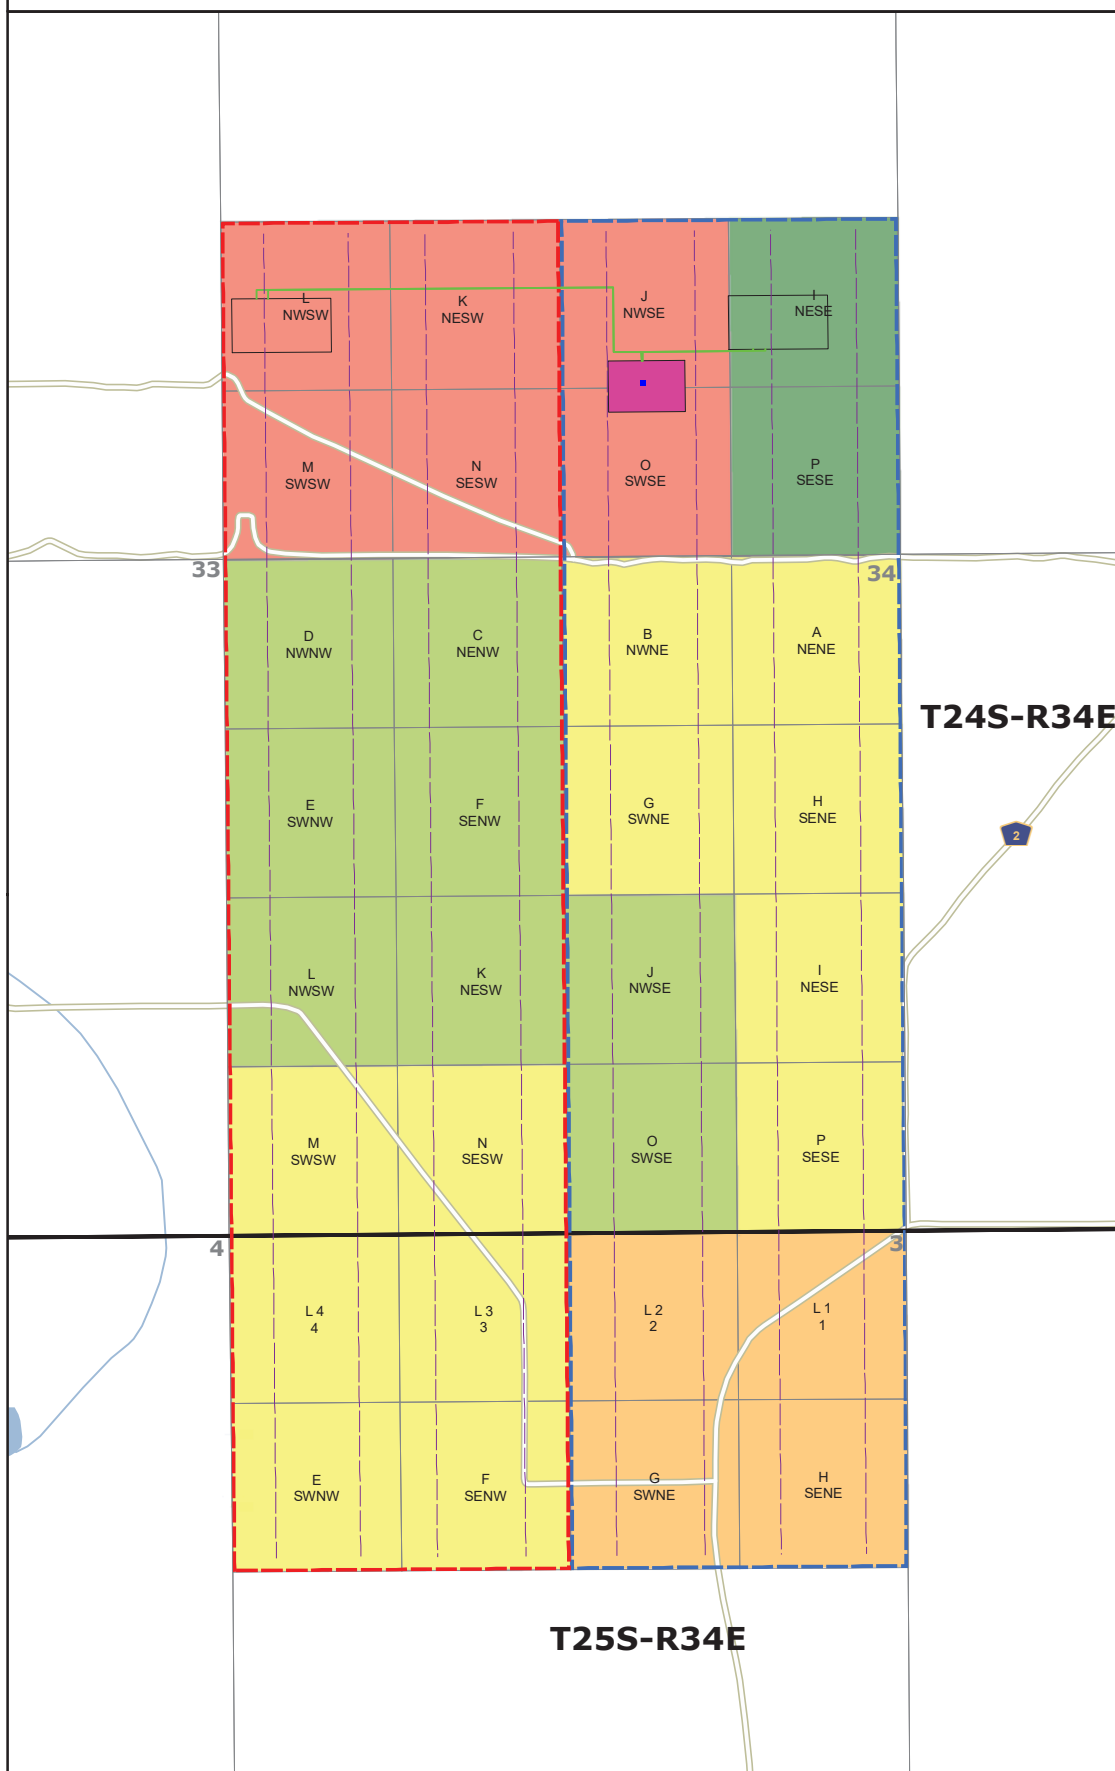 L
NWSW
K
NESW
J
NWSE
I
NESE
M
SWSW
N
SESW
O
SWSE
P
SESE
33
34
D
NWNW
C
NENW
B
NWNE
A
NENE
T24S-R34E
E
SWNW
F
SENW
G
SWNE
H
SENE
2
L
NWSW
K
NESW
J
NWSE
I
NESE
M
SWSW
N
SESW
O
SWSE
P
SESE
4
3
L 4
4
L 3
3
L 2
2
L 1
1
E
SWNW
F
SENW
G
SWNE
H
SENE
T25S-R34E